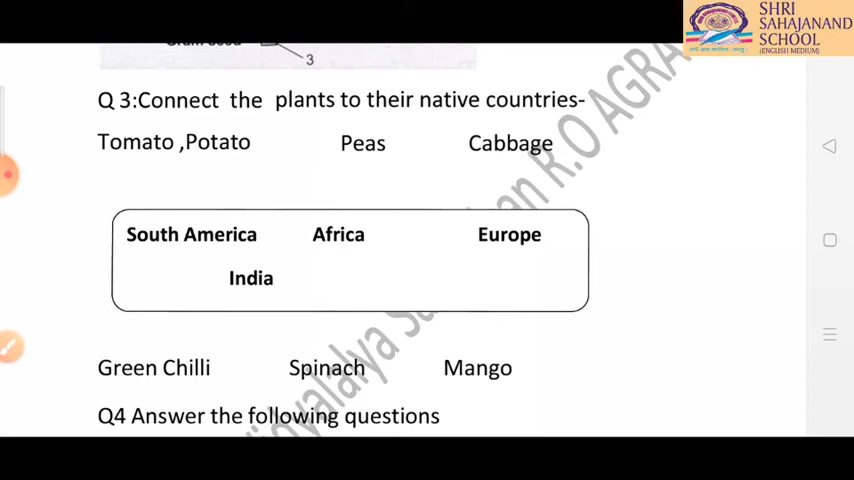 SHRI
SAHAJANAND
SCHOOL
(ENGLISH MEDIUM)
3
Q 3:Connect the plants to their native countries-
Tomato ,Potato Peas Cabbage
South America Africa Europe
India
Green Chilli Spinach Mango
Q4 Answer the following questions